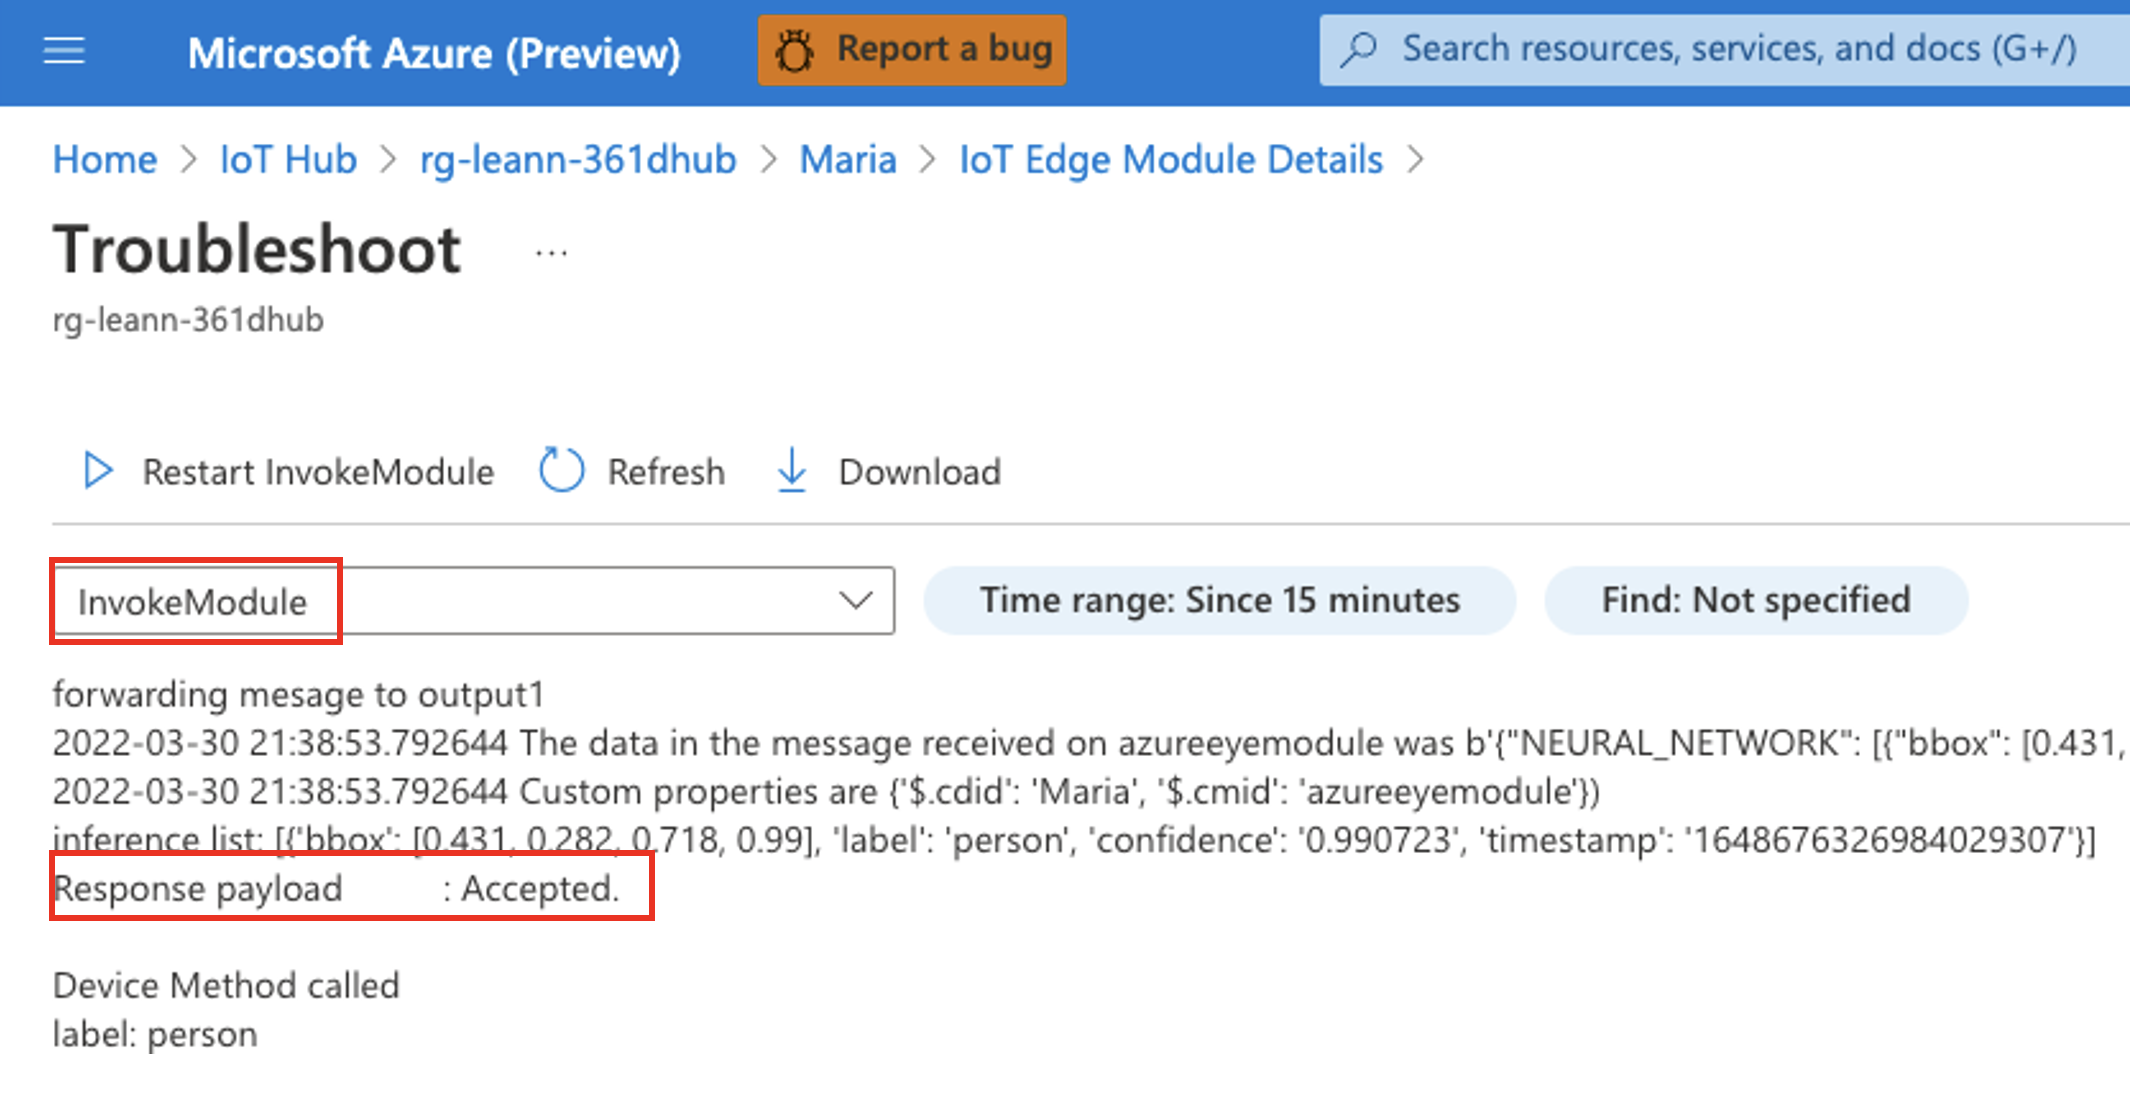 Microsoft Azure (Preview) Report a bug Search resources, services, and docs (G+/)
Home > IoT Hub > rg-leann-361dhub > Maria > IoT Edge Module Details >
Troubleshoot ...
rg-leann-361dhub
Restart InvokeModule Refresh Download
InvokeModule Time range: Since 15 minutes Find: Not specified
forwarding mesage to output1
2022-03-30 21:38:53.792644 The data in the message received on azureeyemodule was b'{"NEURAL_NETWORK": [{"bbox": [0.431,
2022-03-30 21:38:53.792644 Custom properties are {'$.cdid': 'Maria', '$.cmid': 'azureeyemodule'})
inference list: [{'bbox': [0.431, 0.282, 0.718, 0.99], 'label': 'person', 'confidence': '0.990723', 'timestamp': '1648676326984029307'}]
Response payload : Accepted.
Device Method called
label: person